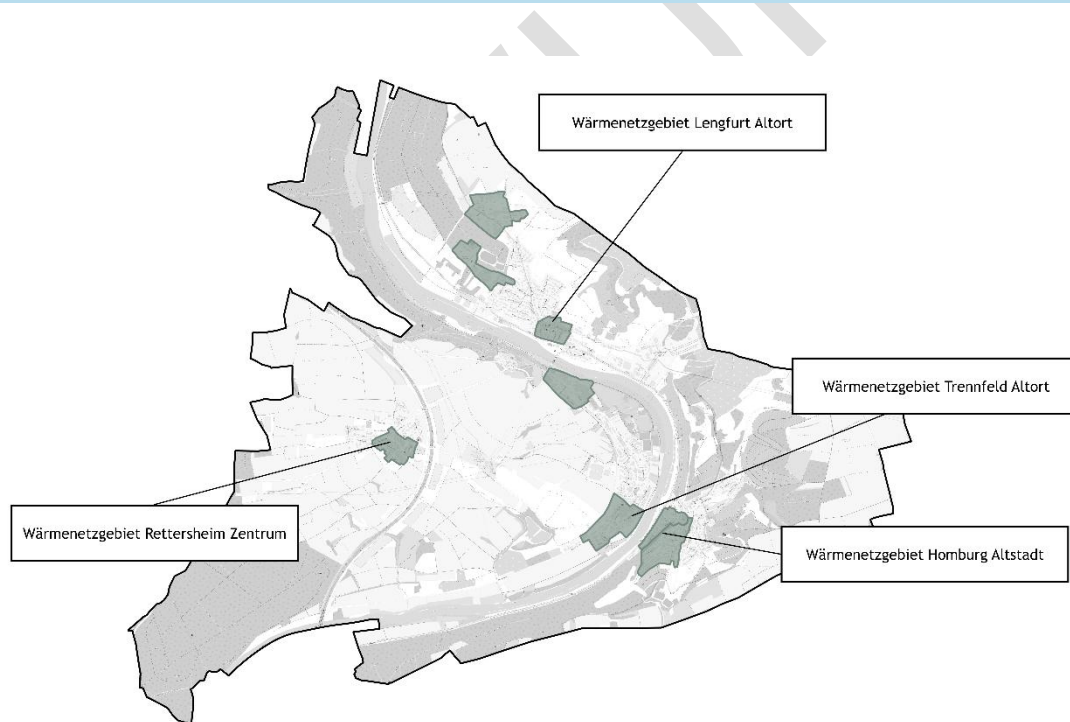 Wärmenetzgebiet Lengfurt Altort
Wärmenetzgebiet Trennfeld Altort
Wärmenetzgebiet Rettersheim Zentrum
Wärmenetzgebiet Homburg Altstadt